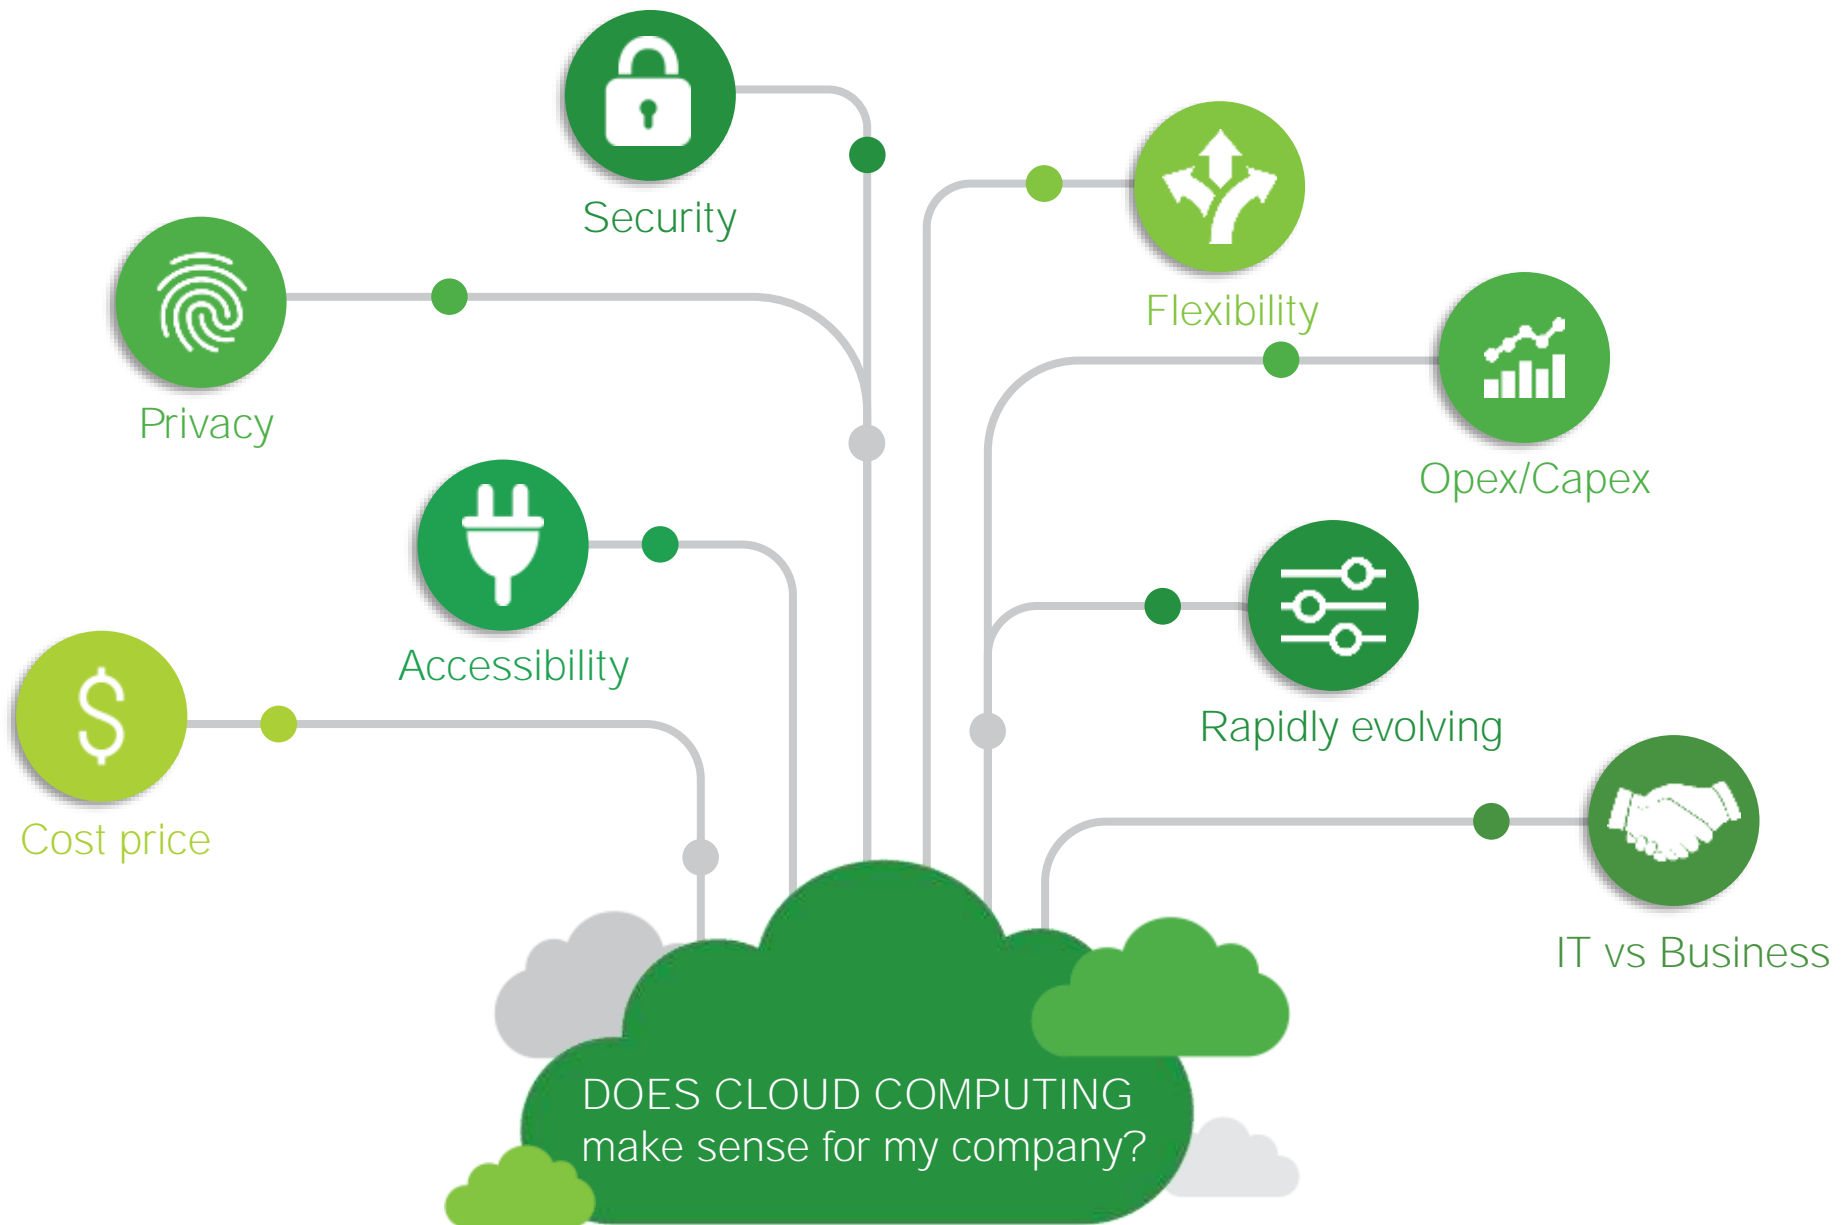 Security
Flexibility
Privacy
Opex/Capex
Accessibility
Rapidly evolving
Cost price
IT vs Business
DOES CLOUD COMPUTING
make sense for my company?